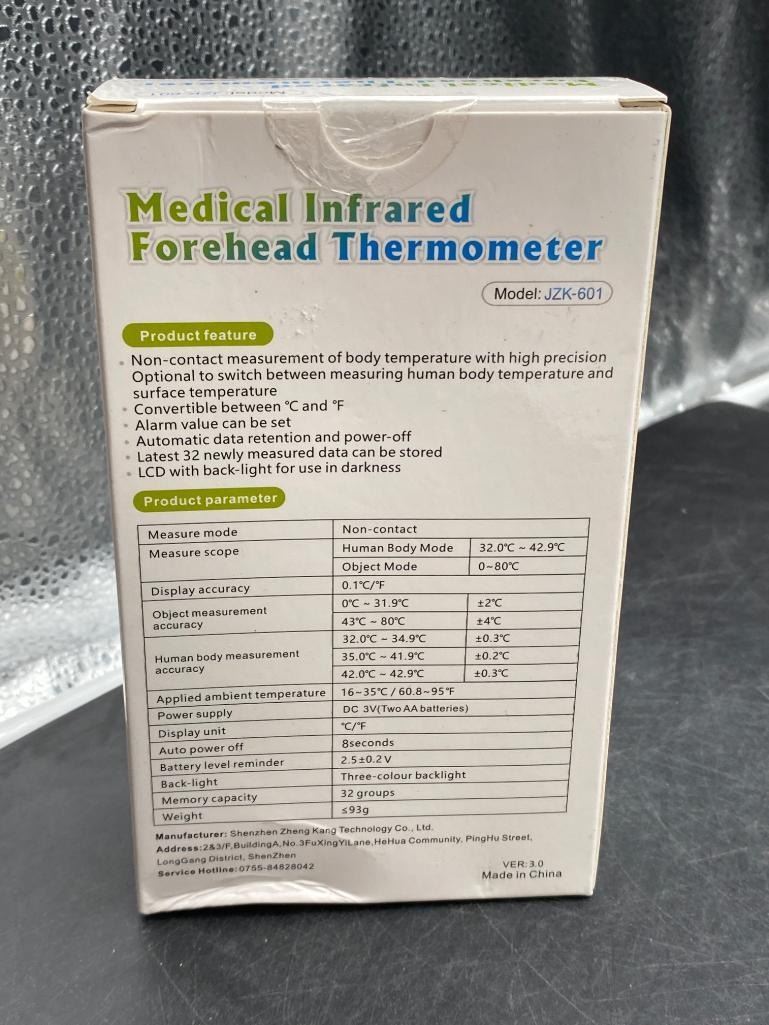 Medical Infrared
Forehead Thermometer
Model: JZK-601
Medical Infrared
Forehead Thermometer
Model: JZK-601
Product feature
Non-contact measurement of body temperature with high precision
Optional to switch between measuring human body temperature and
surface temperature
Convertible between ℃ and ℉
Alarm value can be set
Automatic data retention and power-off
Latest 32 newly measured data can be stored
LCD with back-light for use in darkness
Product parameter
Measure mode Non-contact
Measure scope Human Body Mode 32.0℃ ~ 42.9℃
Object Mode 0~80℃
Display accuracy 0.1℃/℉
Object measurement accuracy 0℃ ~ 31.9℃ ±2℃
43℃ ~ 80℃ ±4℃
Human body measurement accuracy 32.0℃ ~ 34.9℃ ±0.3℃
35.0℃ ~ 41.9℃ ±0.2℃
42.0℃ ~ 42.9℃ ±0.3℃
Applied ambient temperature 16~35℃ / 60.8~95℉
Power supply DC 3V(Two AA batteries)
Display unit ℃/℉
Auto power off 8seconds
Battery level reminder 2.5±0.2V
Back-light Three-colour backlight
Memory capacity 32 groups
Weight ≤93g
Manufacturer: Shenzhen Zheng Kang Technology Co., Ltd.
Address:2&3/F,BuildingA,No.3FuXingYiLane,HeHua Community, PingHu Street,
LongGang District, ShenZhen
Service Hotline:0755-84828042
VER:3.0
Made in China